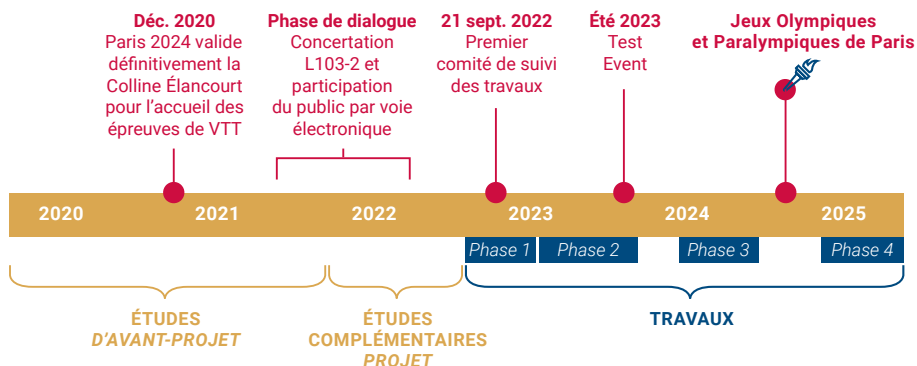 Déc. 2020
Paris 2024 valide
définitivement la
Colline Élancourt
pour l'accueil des
épreuves de VTT
Phase de dialogue
Concertation
L103-2 et
participation
du public par voie
électronique
21 sept. 2022
Premier
comité de suivi
des travaux
Été 2023
Test
Event
Jeux Olympiques
et Paralympiques de Paris
2020
2021
2022
2023
2024
2025
Phase 1
Phase 2
Phase 3
Phase 4
ÉTUDES
D'AVANT-PROJET
ÉTUDES
COMPLÉMENTAIRES
PROJET
TRAVAUX